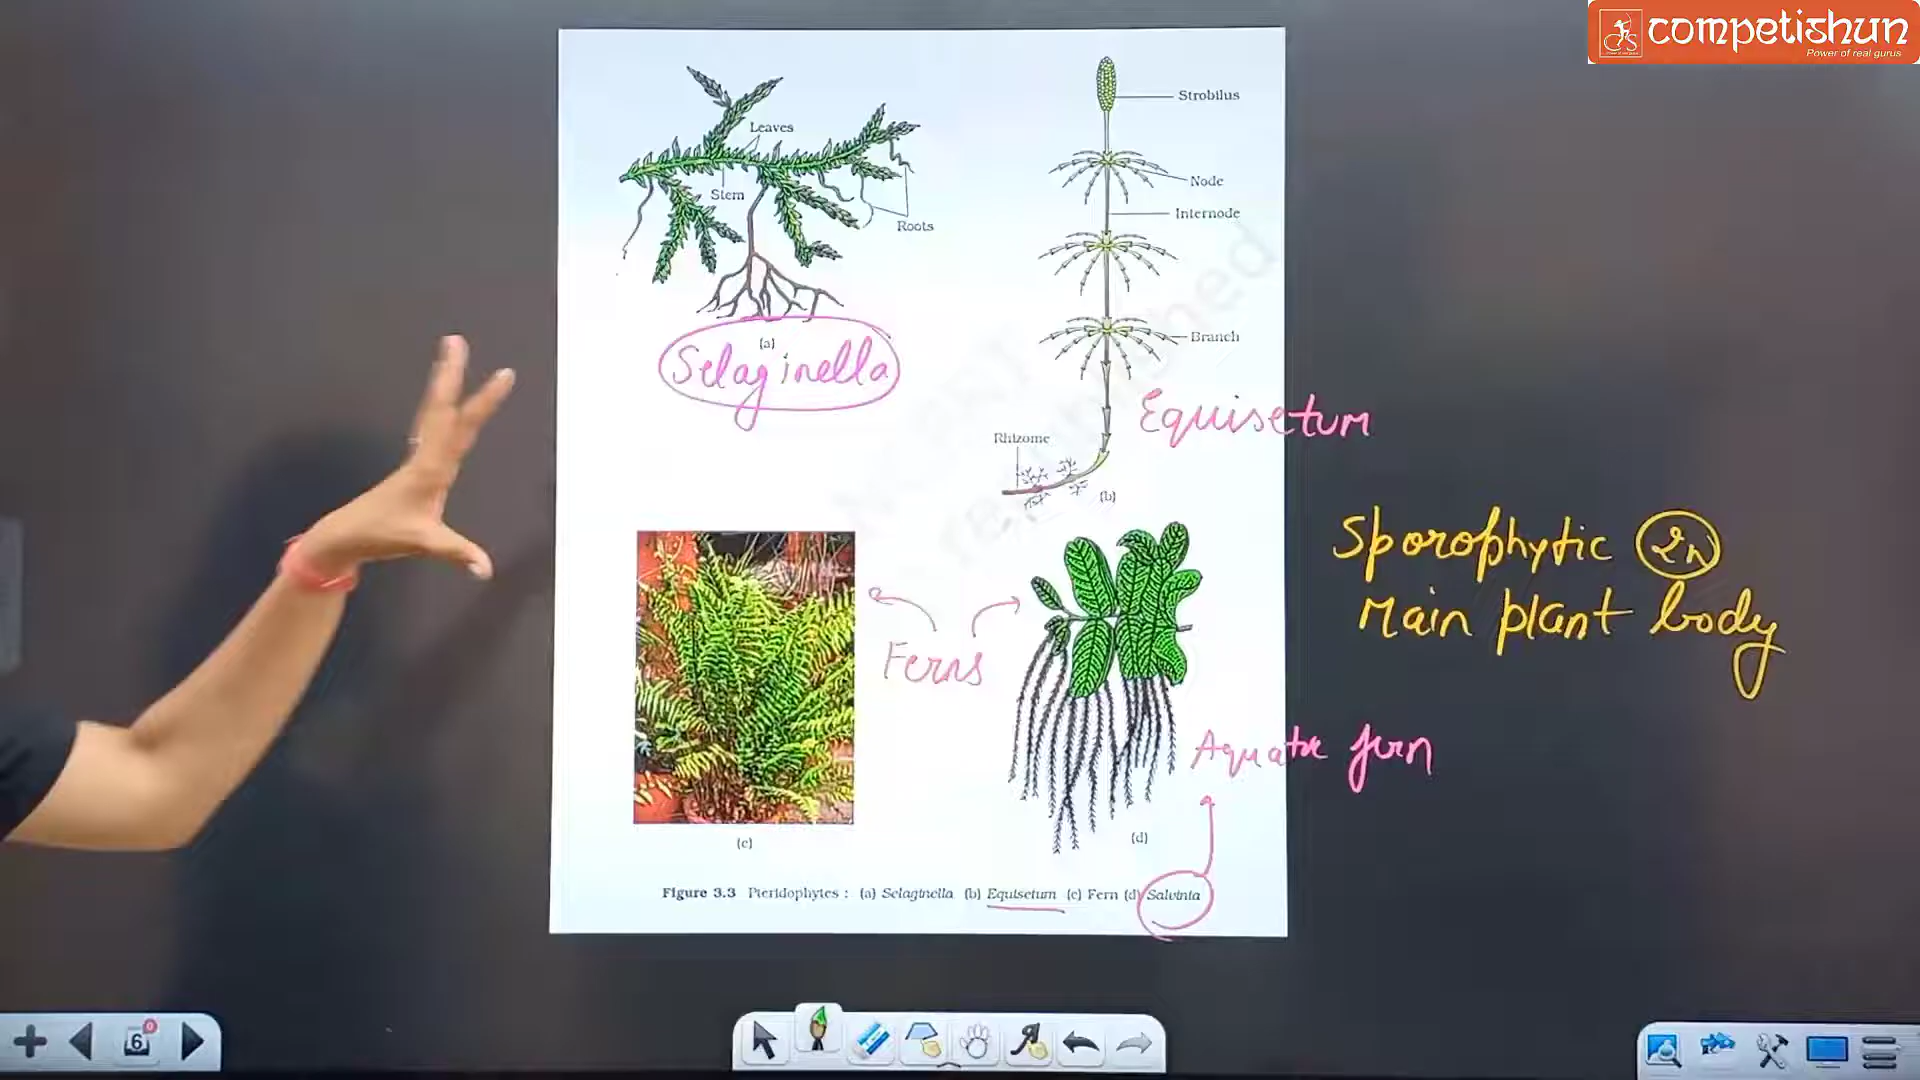 competishun
Power of real gurus
Strobilus
Leaves
Node
Stem
Internode
Roots
Branch
(a)
Selaginella
Equisetum
Rhizome
(b)
Sporophytic 2n
Main plant body
Ferns
Aquatic fern
(c)
(d)
Figure 3.3 Pteridophytes : (a) Selaginella (b) Equisetum (c) Fern (d) Salvinia
6
0